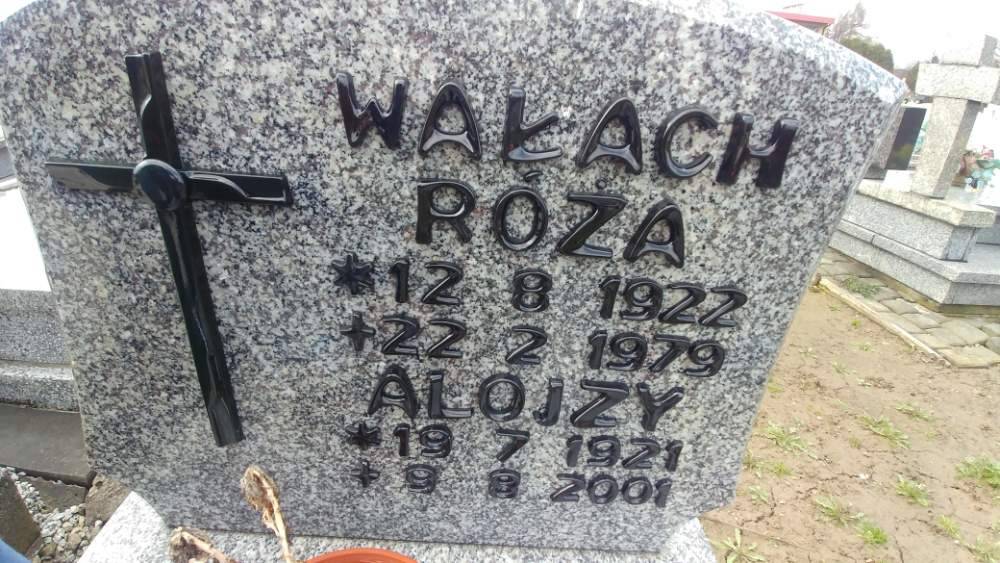 WAŁACH
RÓŻA
* 12 8 1922
+ 22 2 1979
ALOJZY
* 19 7 1921
+ 9 8 2001